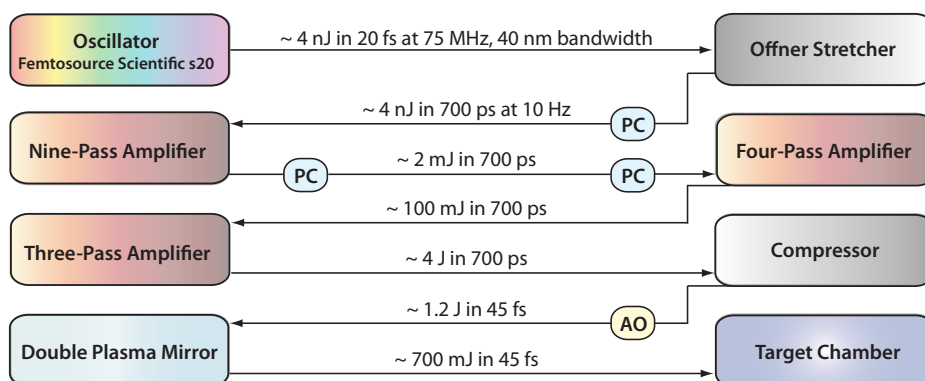 Oscillator
Femtosource Scientific s20
~ 4 nJ in 20 fs at 75 MHz, 40 nm bandwidth
Offner Stretcher
~ 4 nJ in 700 ps at 10 Hz
PC
Nine-Pass Amplifier
PC
~ 2 mJ in 700 ps
PC
Four-Pass Amplifier
~ 100 mJ in 700 ps
Three-Pass Amplifier
~ 4 J in 700 ps
Compressor
~ 1.2 J in 45 fs
AO
Double Plasma Mirror
~ 700 mJ in 45 fs
Target Chamber